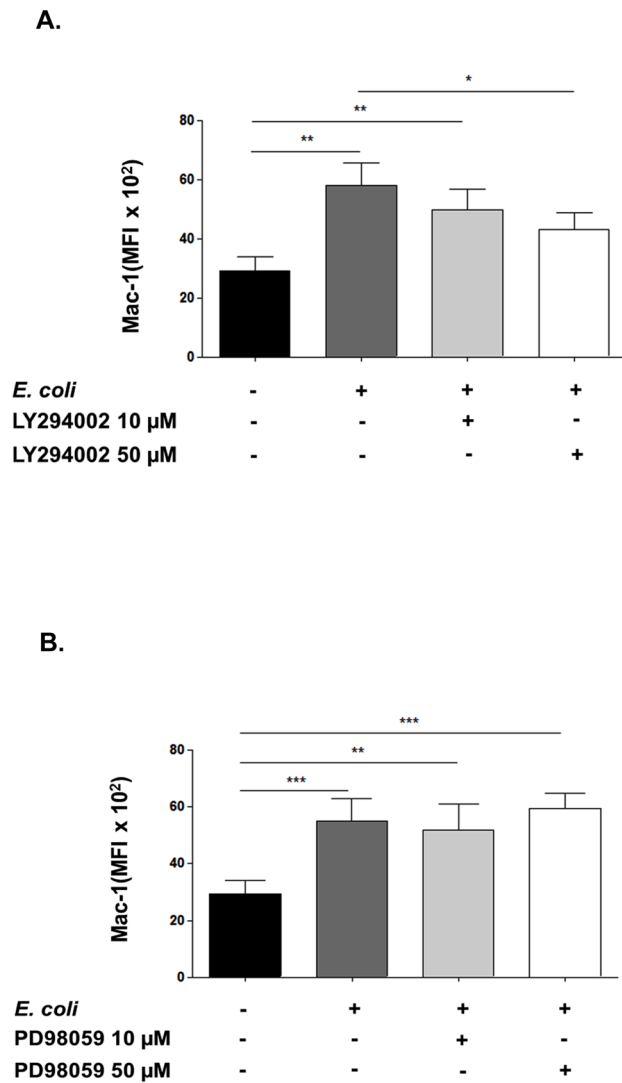 A.
*
**
**
80
60
40
20
0
Mac-1(MFI x 10²)
E. coli - + + +
LY294002 10 µM - - + -
LY294002 50 µM - - - +
B.
***
**
***
80
60
40
20
0
Mac-1(MFI x 10²)
E. coli - + + +
PD98059 10 µM - - + -
PD98059 50 µM - - - +